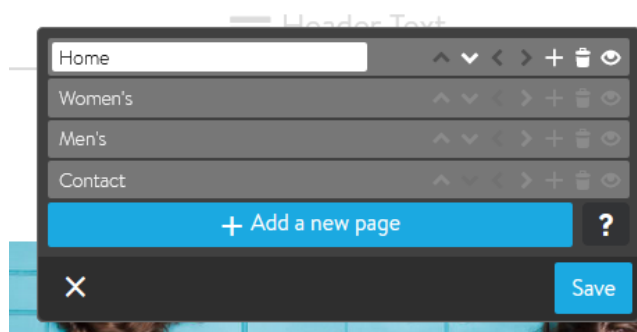 Header Text
Home
Women's
Men's
Contact
+ Add a new page
?
Save